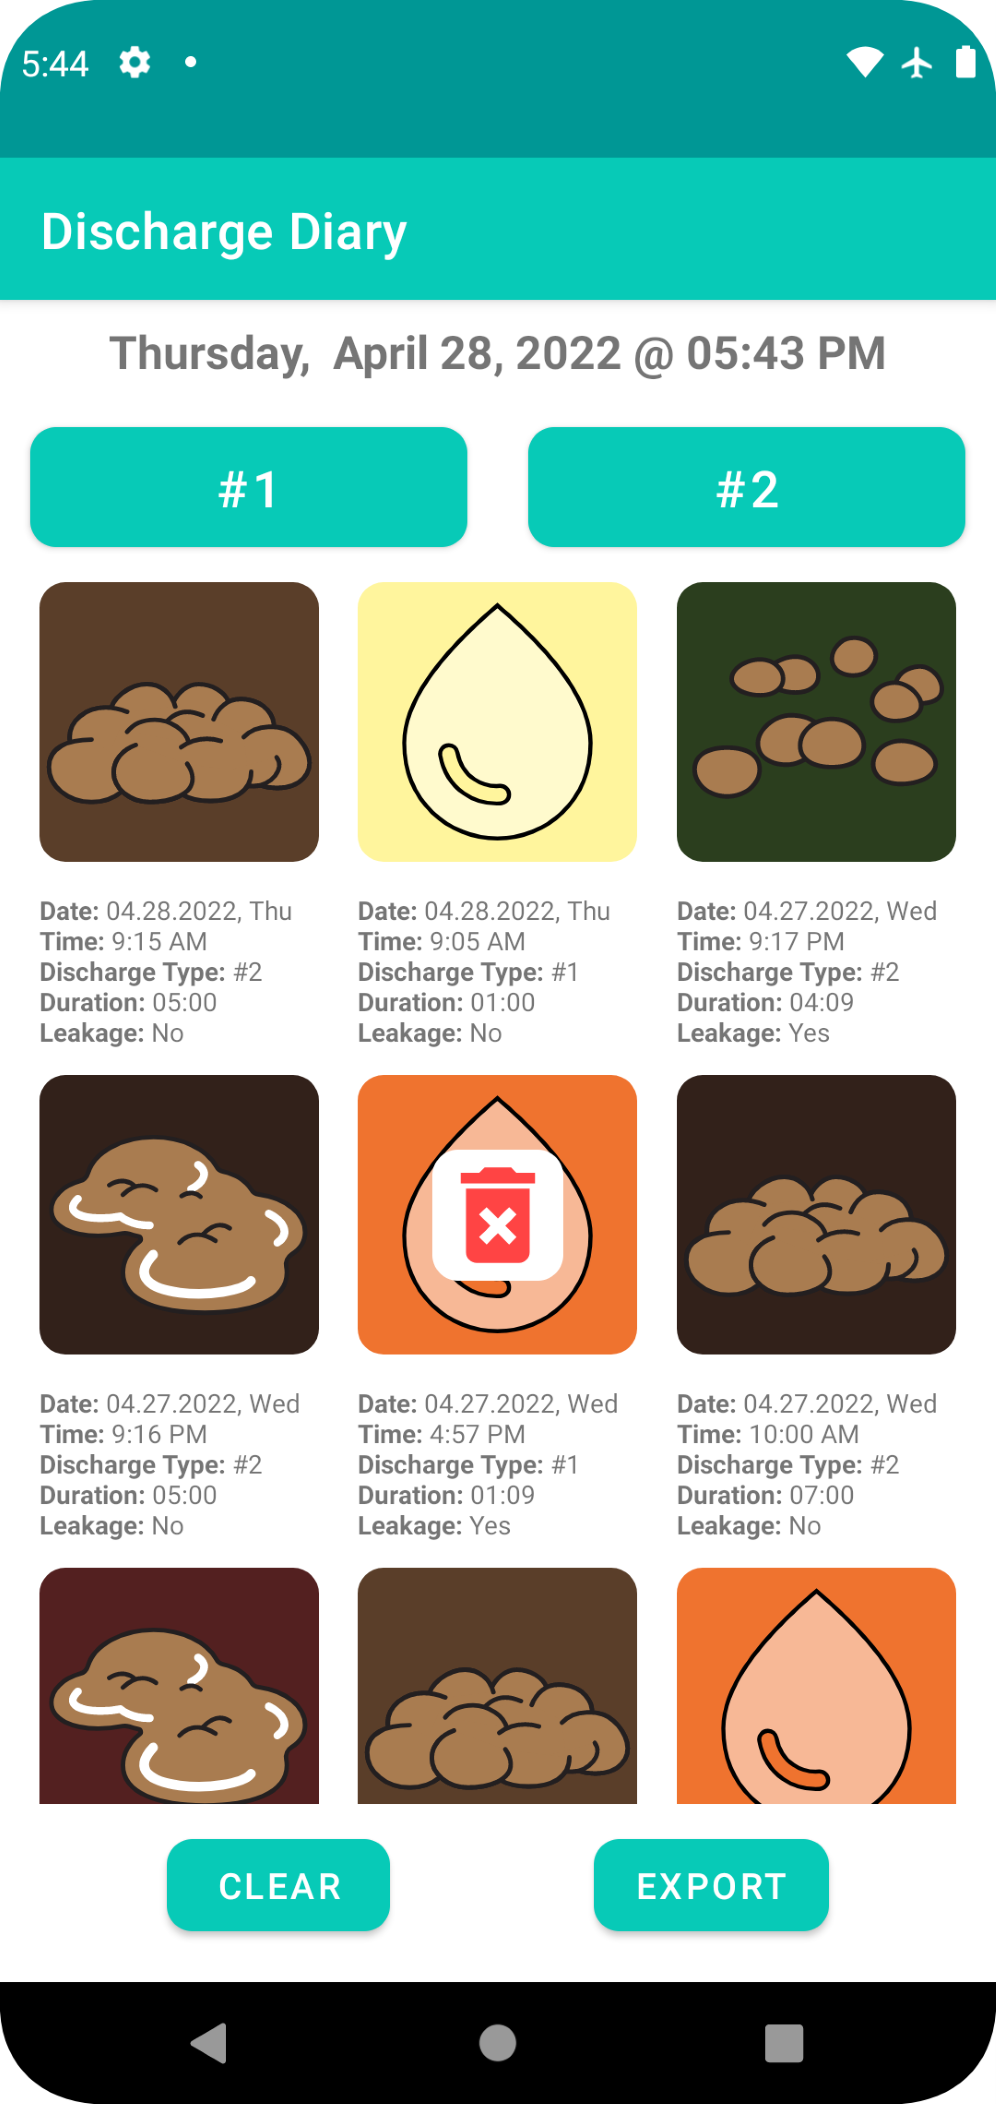 5:44
Discharge Diary
Thursday,  April 28, 2022 @ 05:43 PM
#1
#2
Date: 04.28.2022, Thu
Time: 9:15 AM
Discharge Type: #2
Duration: 05:00
Leakage: No
Date: 04.28.2022, Thu
Time: 9:05 AM
Discharge Type: #1
Duration: 01:00
Leakage: No
Date: 04.27.2022, Wed
Time: 9:17 PM
Discharge Type: #2
Duration: 04:09
Leakage: Yes
Date: 04.27.2022, Wed
Time: 9:16 PM
Discharge Type: #2
Duration: 05:00
Leakage: No
Date: 04.27.2022, Wed
Time: 4:57 PM
Discharge Type: #1
Duration: 01:09
Leakage: Yes
Date: 04.27.2022, Wed
Time: 10:00 AM
Discharge Type: #2
Duration: 07:00
Leakage: No
CLEAR
EXPORT